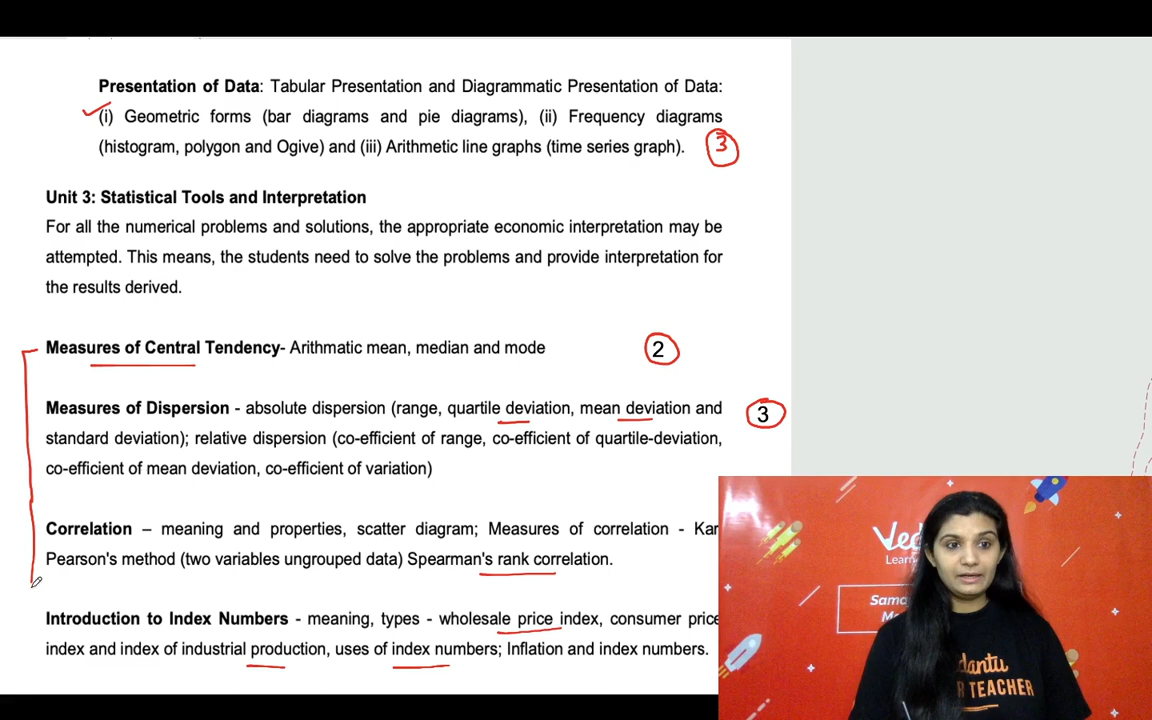 Presentation of Data: Tabular Presentation and Diagrammatic Presentation of Data:
(i) Geometric forms (bar diagrams and pie diagrams), (ii) Frequency diagrams
(histogram, polygon and Ogive) and (iii) Arithmetic line graphs (time series graph).
3
Unit 3: Statistical Tools and Interpretation
For all the numerical problems and solutions, the appropriate economic interpretation may be
attempted. This means, the students need to solve the problems and provide interpretation for
the results derived.
Measures of Central Tendency- Arithmatic mean, median and mode
2
Measures of Dispersion - absolute dispersion (range, quartile deviation, mean deviation and
3
standard deviation); relative dispersion (co-efficient of range, co-efficient of quartile-deviation,
co-efficient of mean deviation, co-efficient of variation)
Correlation – meaning and properties, scatter diagram; Measures of correlation - Kar
Pearson's method (two variables ungrouped data) Spearman's rank correlation.
Introduction to Index Numbers - meaning, types - wholesale price index, consumer price
index and index of industrial production, uses of index numbers; Inflation and index numbers.
Ved
Learn
Sama
edantu
R TEACHER